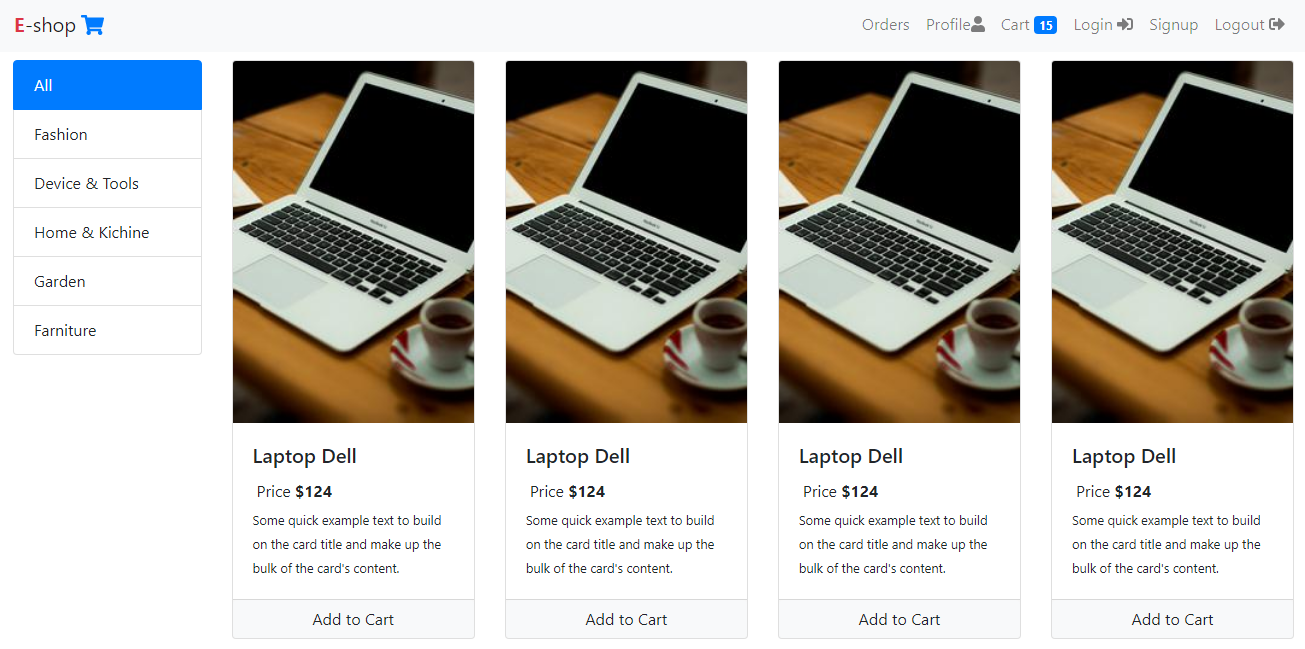 E-shop
Orders Profile Cart 15 Login Signup Logout
All
Fashion
Device & Tools
Home & Kichine
Garden
Farniture
Laptop Dell
Price $124
Some quick example text to build
on the card title and make up the
bulk of the card's content.
Add to Cart
Laptop Dell
Price $124
Some quick example text to build
on the card title and make up the
bulk of the card's content.
Add to Cart
Laptop Dell
Price $124
Some quick example text to build
on the card title and make up the
bulk of the card's content.
Add to Cart
Laptop Dell
Price $124
Some quick example text to build
on the card title and make up the
bulk of the card's content.
Add to Cart